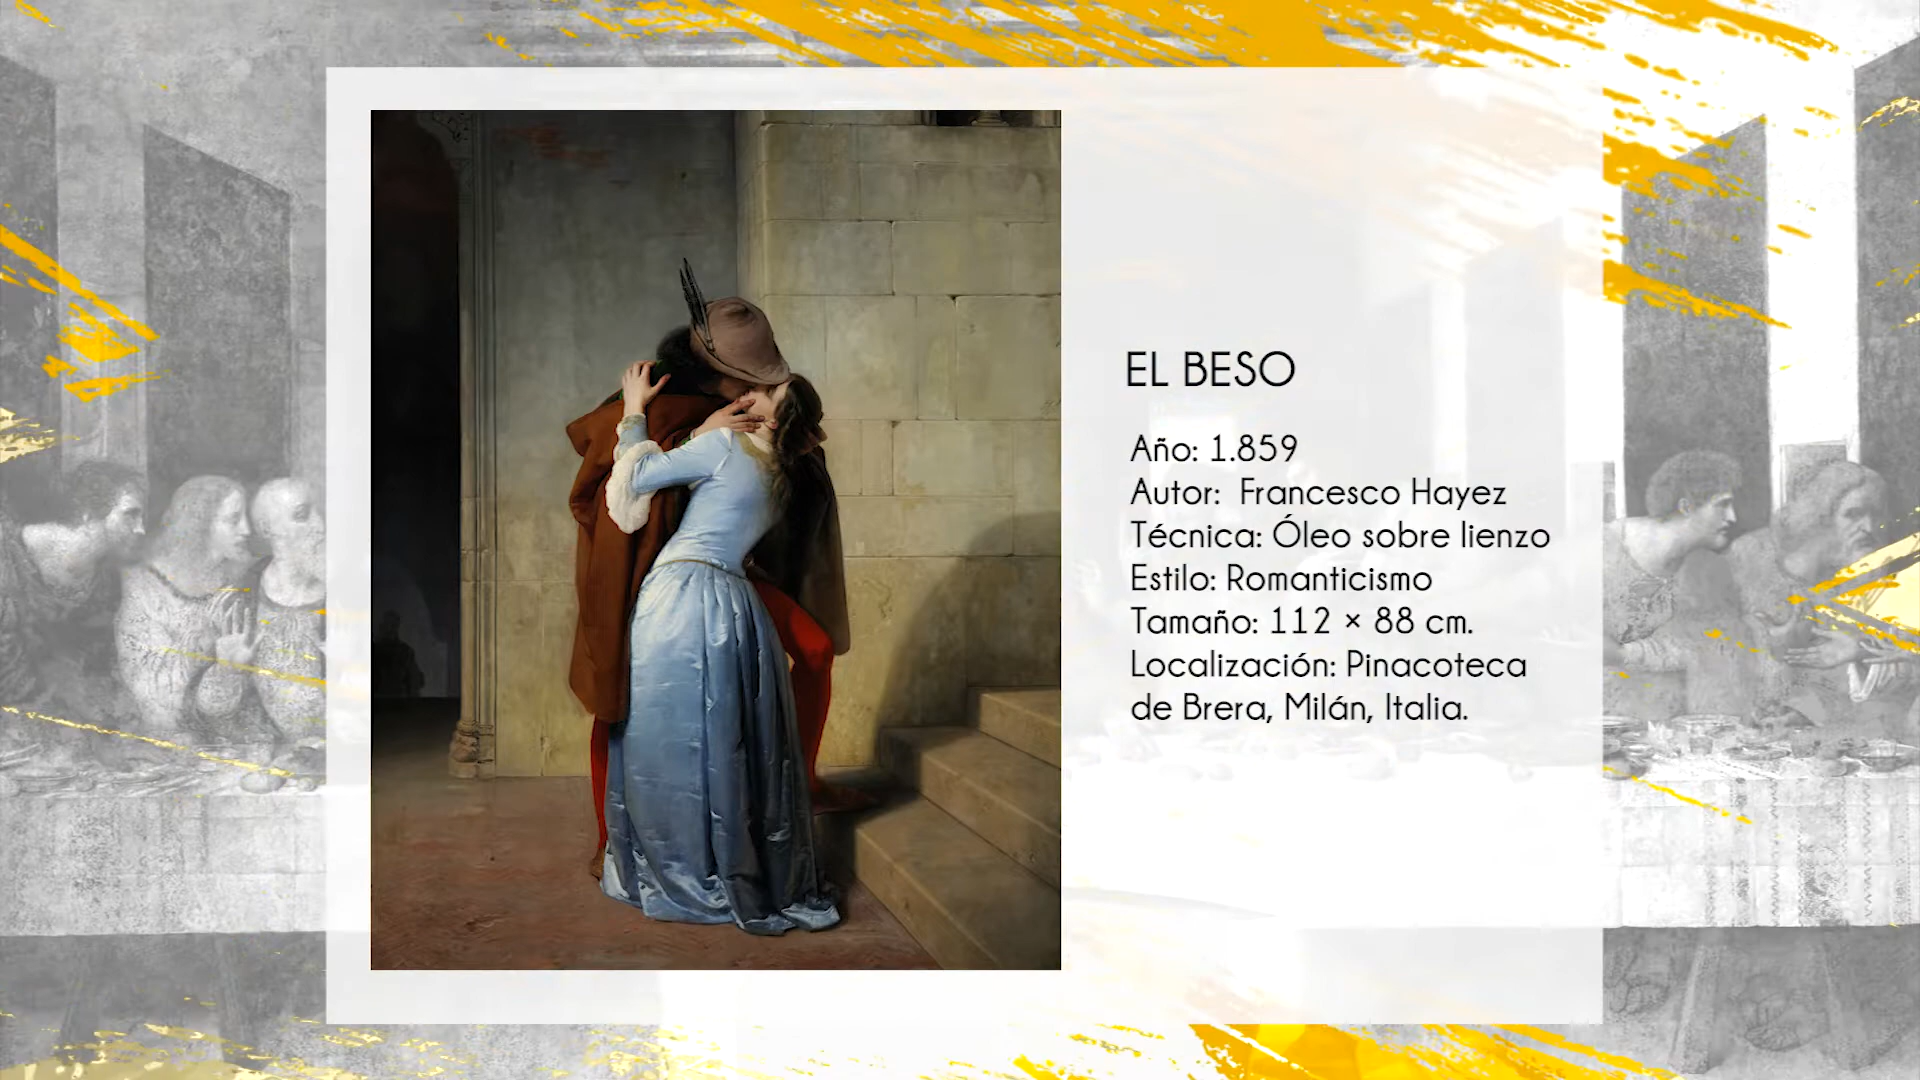 EL BESO
Año: 1.859
Autor: Francesco Hayez
Técnica: Óleo sobre lienzo
Estilo: Romanticismo
Tamaño: 112 × 88 cm.
Localización: Pinacoteca
de Brera, Milán, Italia.